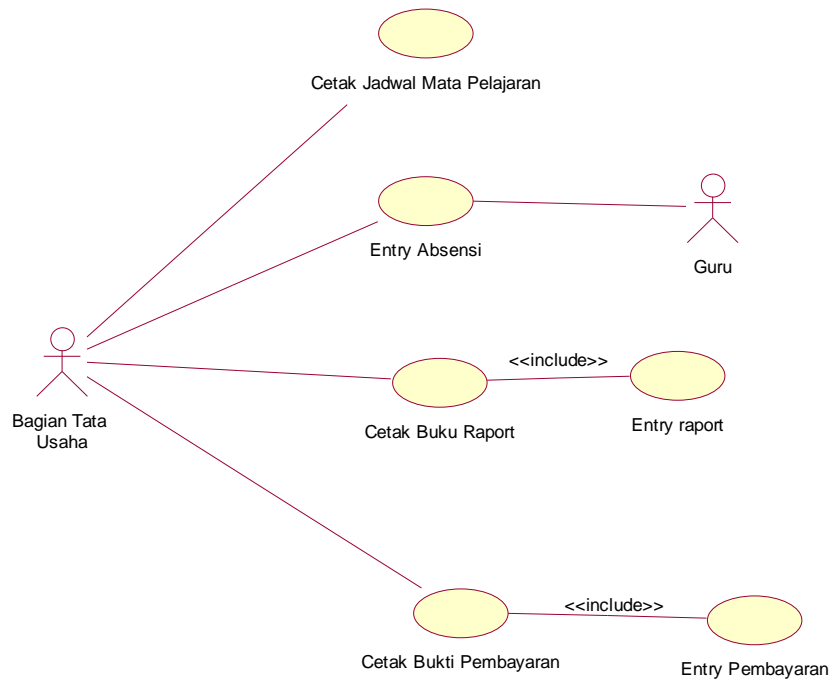 Cetak Jadwal Mata Pelajaran
Entry Absensi
Guru
<<include>>
Bagian Tata
Usaha
Cetak Buku Raport
Entry raport
<<include>>
Cetak Bukti Pembayaran
Entry Pembayaran